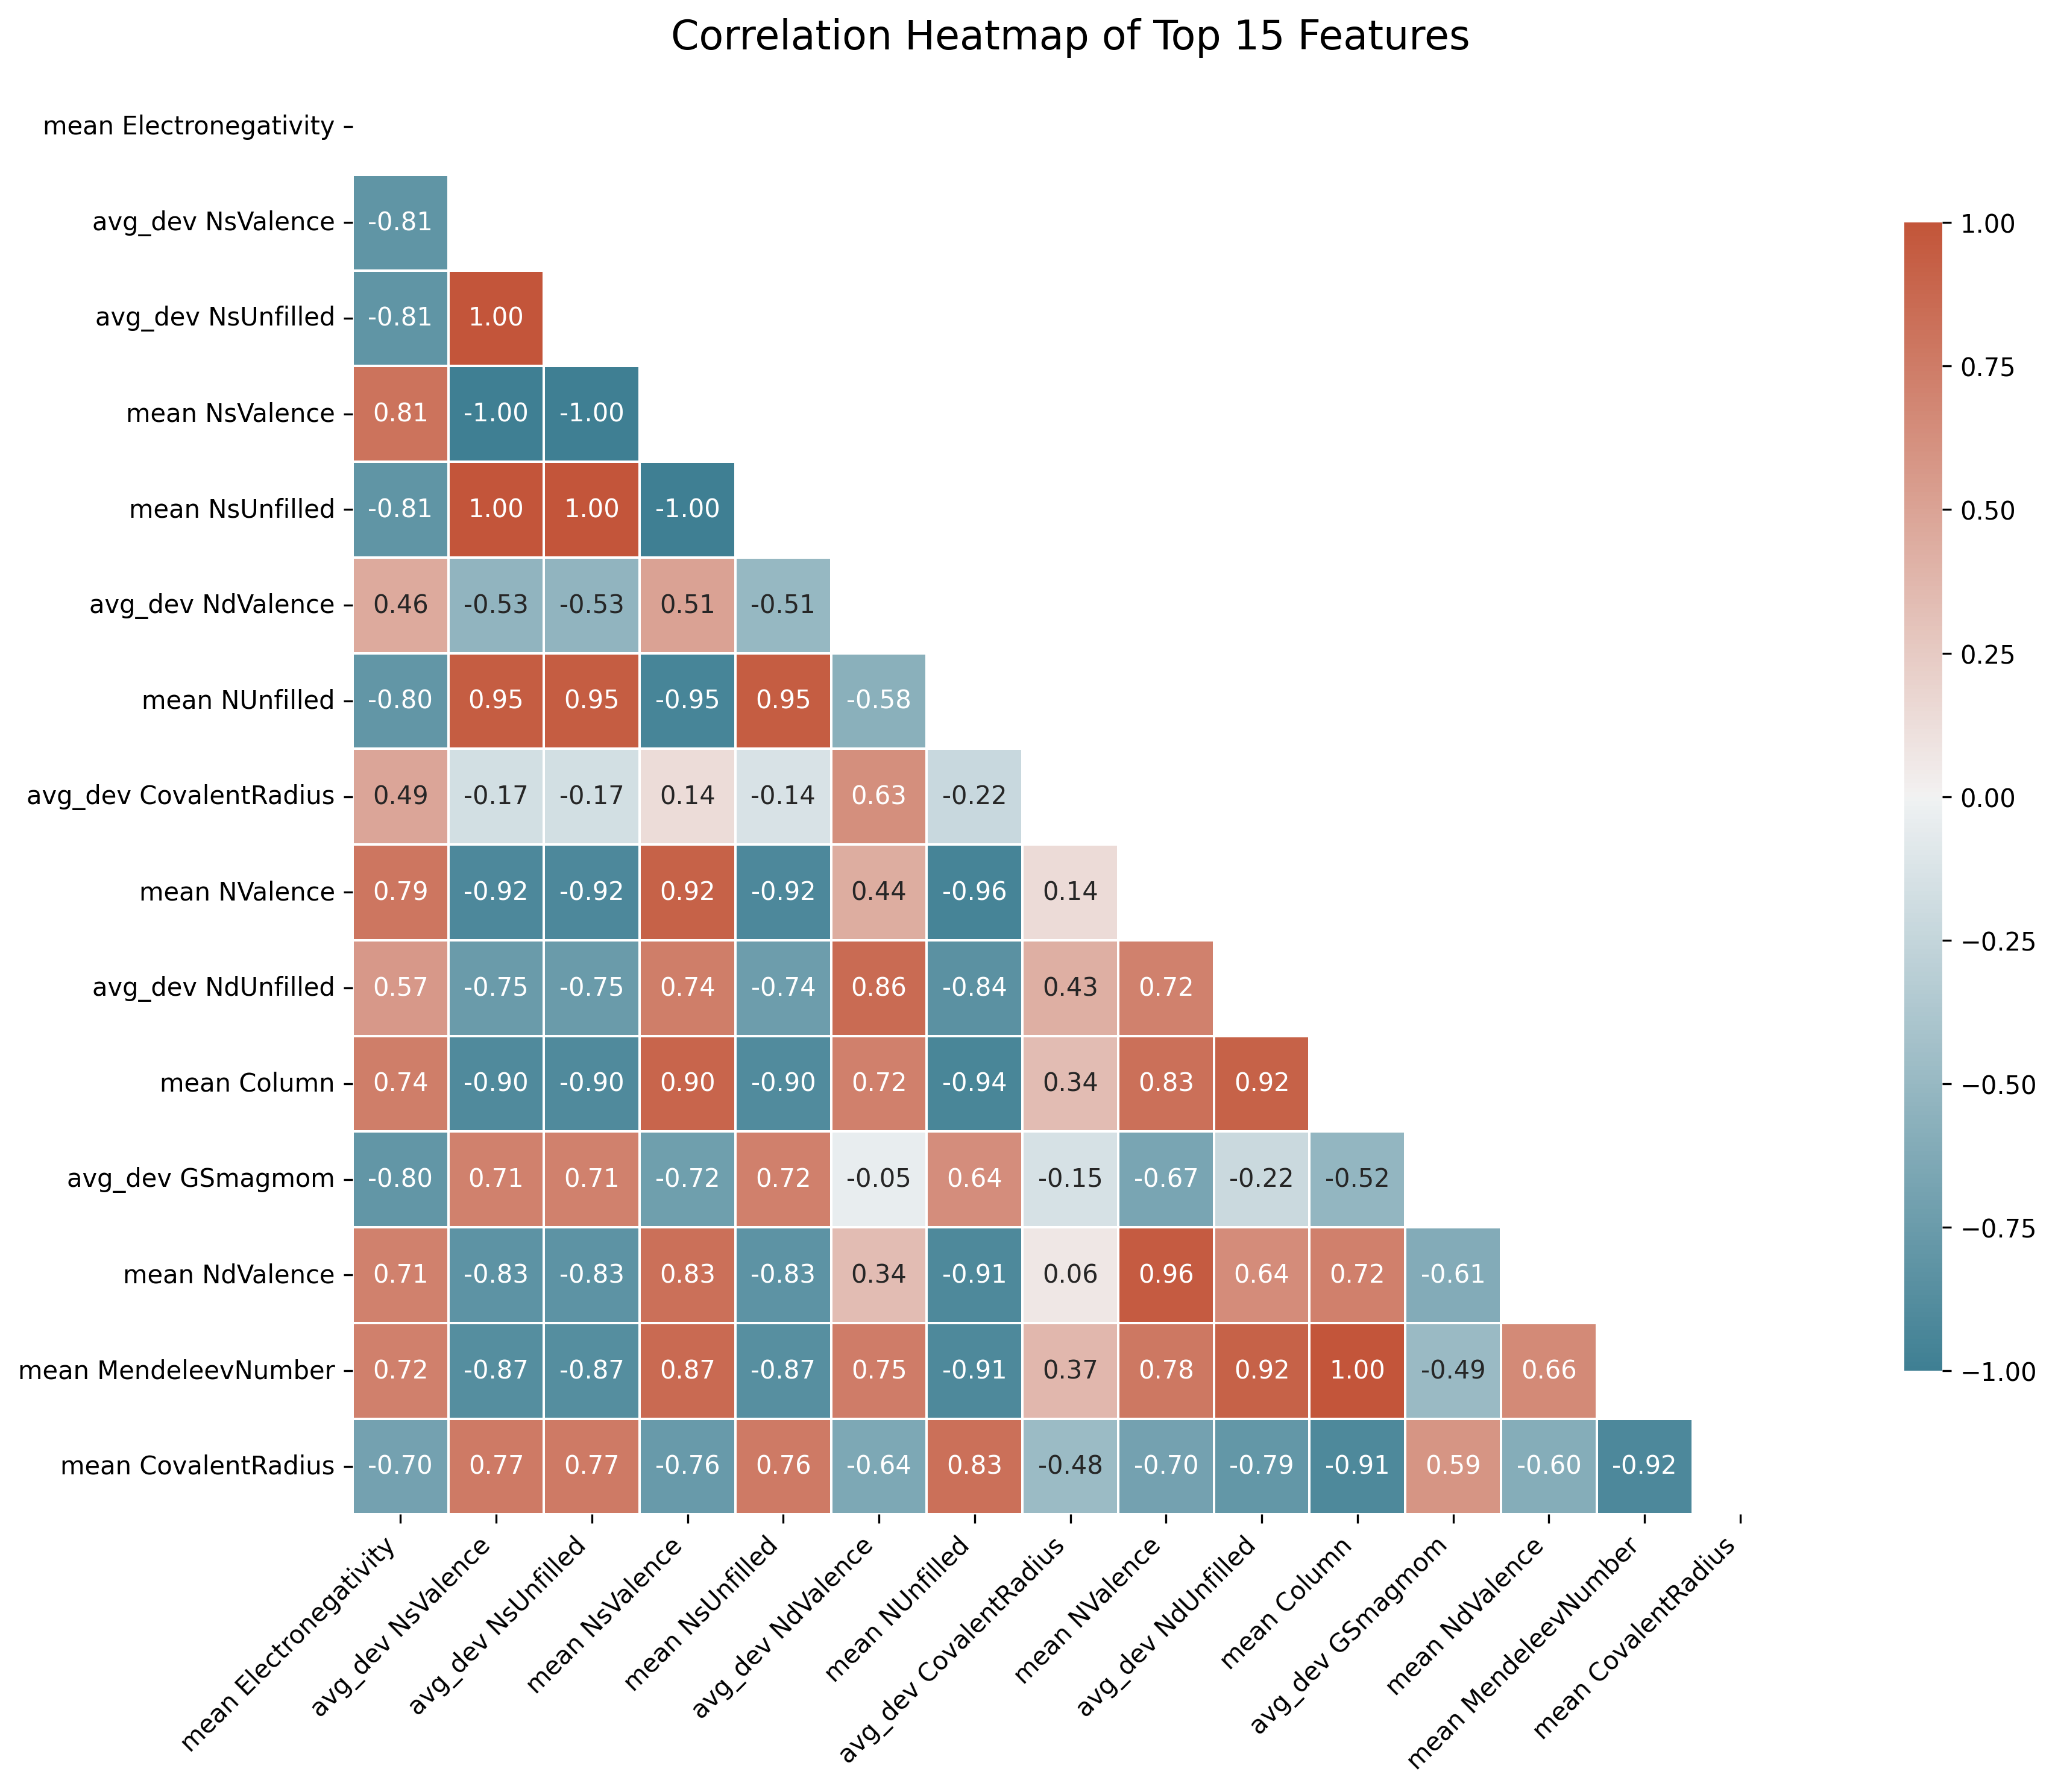 Correlation Heatmap of Top 15 Features
mean Electronegativity
avg_dev NsValence -0.81
avg_dev NsUnfilled -0.81 1.00
mean NsValence 0.81 -1.00 -1.00
mean NsUnfilled -0.81 1.00 1.00 -1.00
avg_dev NdValence 0.46 -0.53 -0.53 0.51 -0.51
mean NUnfilled -0.80 0.95 0.95 -0.95 0.95 -0.58
avg_dev CovalentRadius 0.49 -0.17 -0.17 0.14 -0.14 0.63 -0.22
mean NValence 0.79 -0.92 -0.92 0.92 -0.92 0.44 -0.96 0.14
avg_dev NdUnfilled 0.57 -0.75 -0.75 0.74 -0.74 0.86 -0.84 0.43 0.72
mean Column 0.74 -0.90 -0.90 0.90 -0.90 0.72 -0.94 0.34 0.83 0.92
avg_dev GSmagmom -0.80 0.71 0.71 -0.72 0.72 -0.05 0.64 -0.15 -0.67 -0.22 -0.52
mean NdValence 0.71 -0.83 -0.83 0.83 -0.83 0.34 -0.91 0.06 0.96 0.64 0.72 -0.61
mean MendeleevNumber 0.72 -0.87 -0.87 0.87 -0.87 0.75 -0.91 0.37 0.78 0.92 1.00 -0.49 0.66
mean CovalentRadius -0.70 0.77 0.77 -0.76 0.76 -0.64 0.83 -0.48 -0.70 -0.79 -0.91 0.59 -0.60 -0.92
mean Electronegativity
avg_dev NsValence
avg_dev NsUnfilled
mean NsValence
mean NsUnfilled
avg_dev NdValence
mean NUnfilled
avg_dev CovalentRadius
mean NValence
avg_dev NdUnfilled
mean Column
avg_dev GSmagmom
mean NdValence
mean MendeleevNumber
mean CovalentRadius
1.00
0.75
0.50
0.25
0.00
−0.25
−0.50
−0.75
−1.00